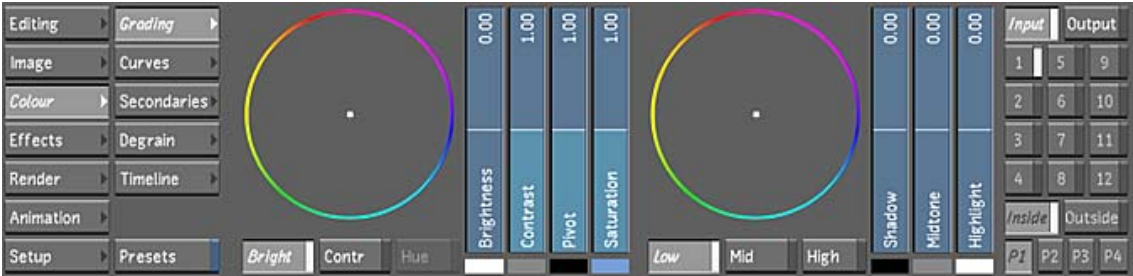 Editing Grading 0.00 1.00 1.00 1.00 0.00 0.00 0.00 Input Output
Image Curves 1 5 9
Colour Secondaries 2 6 10
Effects Degrain 3 7 11
Render Timeline 4 8 12
Animation Brightness Contrast Pivot Saturation Shadow Midtone Highlight Inside Outside
Setup Presets Bright Contr Hue Low Mid High P1 P2 P3 P4